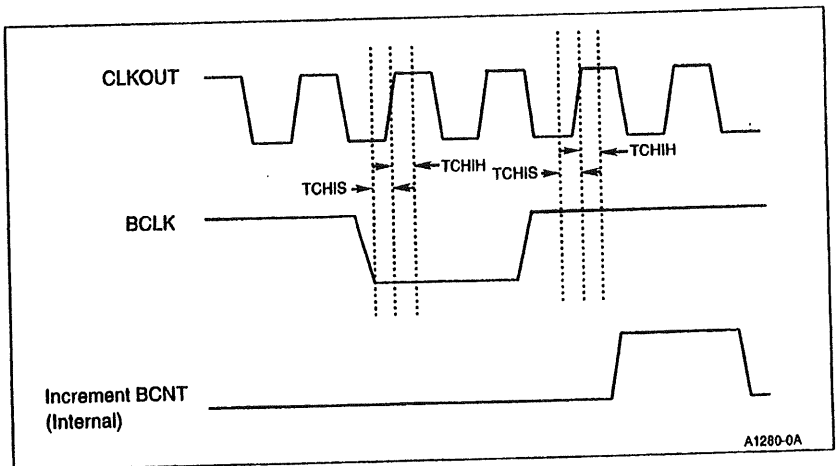 CLKOUT
TCHIH
TCHIS
TCHIH
TCHIS
BCLK
Increment BCNT
(Internal)
A1280-0A